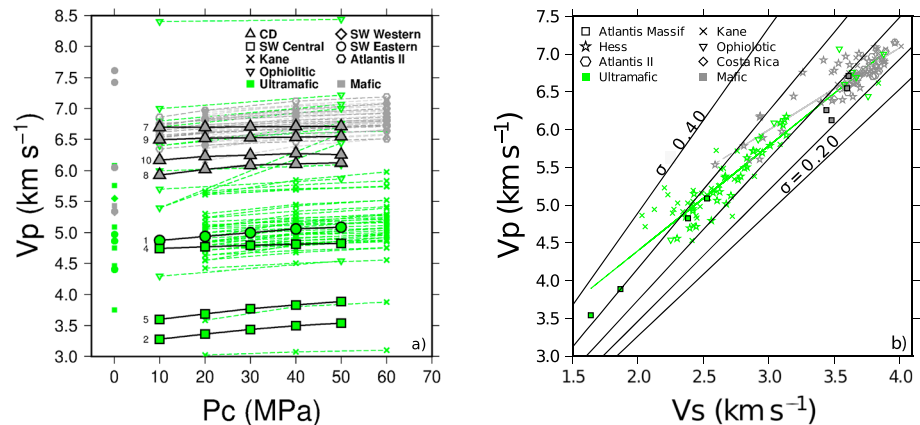 8.5
8.0
7.5
7.0
6.5
6.0
5.5
5.0
4.5
4.0
3.5
3.0
Vp (km s⁻¹)
CD
SW Western
SW Central
SW Eastern
Kane
Atlantis II
Ophiolitic
Ultramafic
Mafic
7
9
10
8
1
4
5
2
a)
0 10 20 30 40 50 60 70
Pc (MPa)
7.5
7.0
6.5
6.0
5.5
5.0
4.5
4.0
3.5
3.0
Vp (km s⁻¹)
Atlantis Massif
Kane
Hess
Ophiolotic
Atlantis II
Costa Rica
Ultramafic
Mafic
σ 0.40
σ=0.20
b)
1.5 2.0 2.5 3.0 3.5 4.0
Vs (km s⁻¹)